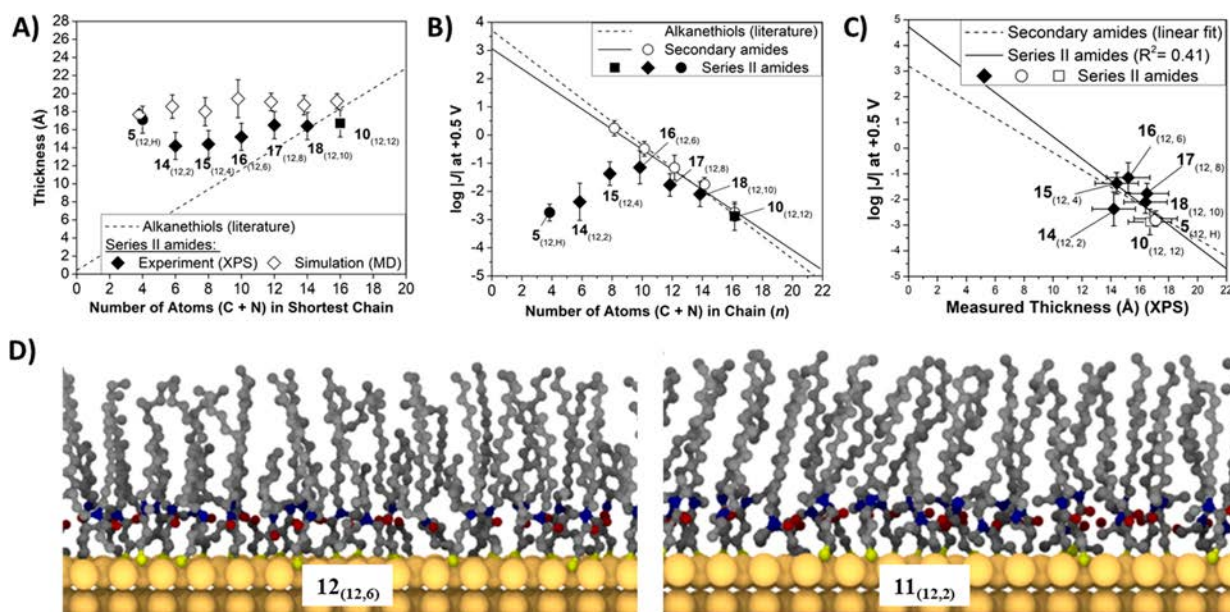 A)
Thickness (Å)
28
26
24
22
20
18
16
14
12
10
8
6
4
2
0
5(12,H)
14(12,2)
15(12,4)
16(12,6)
17(12,8)
18(12,10)
10(12,12)
Alkanethiols (literature)
Series II amides:
Experiment (XPS) Simulation (MD)
0 2 4 6 8 10 12 14 16 18 20
Number of Atoms (C + N) in Shortest Chain
B)
log |J| at +0.5 V
5
4
3
2
1
0
-1
-2
-3
-4
-5
Alkanethiols (literature)
Secondary amides
Series II amides
16(12,6)
17(12,8)
15(12,4)
18(12,10)
5(12,H)
14(12,2)
10(12,12)
0 2 4 6 8 10 12 14 16 18 20 22
Number of Atoms (C + N) in Chain (n)
C)
log |J| at +0.5 V
5
4
3
2
1
0
-1
-2
-3
-4
-5
Secondary amides (linear fit)
Series II amides (R2= 0.41)
Series II amides
16(12, 6)
17(12, 8)
15(12, 4)
18(12, 10)
14(12, 2)
5(12, H)
10(12, 12)
0 2 4 6 8 10 12 14 16 18 20 22
Measured Thickness (Å) (XPS)
D)
12(12,6)
11(12,2)